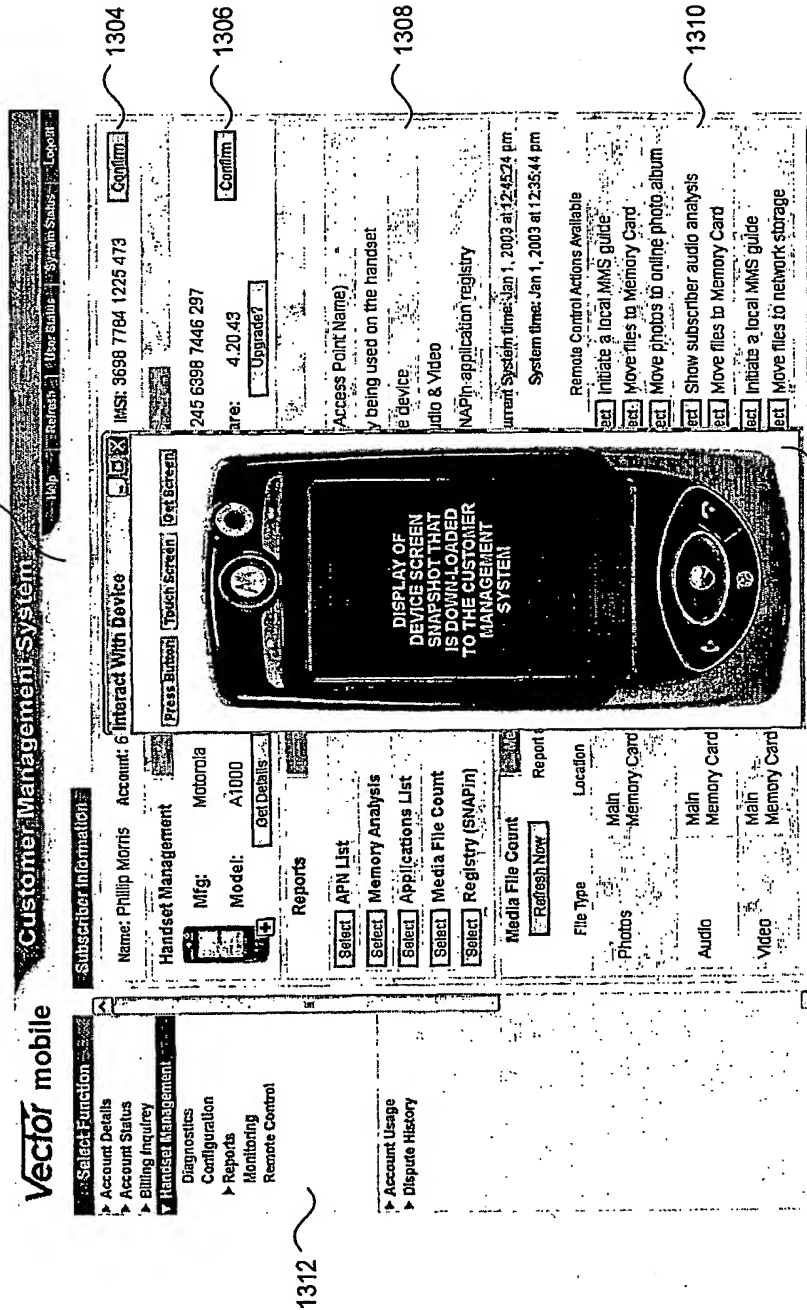 Vector mobile
Customer Management System
Help Refresh User Status System Status Logout
Select Function
Account Details
Account Status
Billing Inquirey
Handset Management
Diagnostics
Configuration
Reports
Monitoring
Remote Control
Account Usage
Dispute History
1312
Subscriber Information
Name: Phillip Morris Account: 6
IMSI: 3698 7784 1225 473 Confirm
1304
Handset Management
Mfg: Motorola
245 6398 7446 297 Confirm
1306
Model: A1000
are: 4.20.43
Get Details
Upgrade?
Interact With Device
Press Button Touch Screen Get Screen
DISPLAY OF
DEVICE SCREEN
SNAPSHOT THAT
IS DOWN-LOADED
TO THE CUSTOMER
MANAGEMENT
SYSTEM
Reports
Select APN List
Access Point Name)
Select Memory Analysis
y being used on the handset
Select Applications List
e device
Select Media File Count
udio & Video
Select Registry (SNAPin)
NAPin application registry
1308
Media File Count
Report
Refresh Now
urrent System time: Jan 1, 2003 at 12:45:24 pm
System time: Jan 1, 2003 at 12:35:44 pm
File Type Location
Remote Control Actions Available
Photos Main
ect Initiate a local MMS guide
Memory Card
ect Move files to Memory Card
ect Move photos to online photo album
Audio Main
ect Show subscriber audio analysis
Memory Card
ect Move files to Memory Card
Video Main
ect Initiate a local MMS guide
Memory Card
ect Move files to network storage
1310